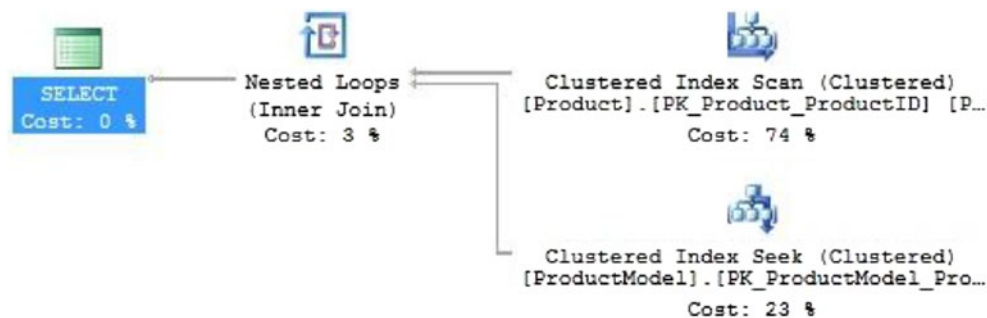 SELECT
Cost: 0 %
Nested Loops
(Inner Join)
Cost: 3 %
Clustered Index Scan (Clustered)
[Product].[PK_Product_ProductID] [P…
Cost: 74 %
Clustered Index Seek (Clustered)
[ProductModel].[PK_ProductModel_Pro…
Cost: 23 %